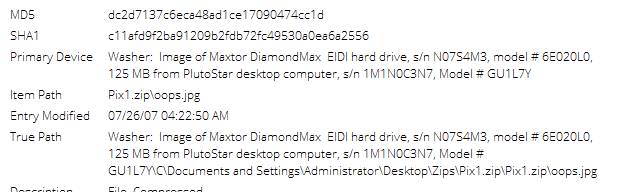 MD5 dc2d7137c6eca48ad1ce17090474cc1d
SHA1 c11afd9f2ba91209b2fdb72fc49530a0ea6a2556
Primary Device Washer: Image of Maxtor DiamondMax EIDI hard drive, s/n N07S4M3, model # 6E020L0,
125 MB from PlutoStar desktop computer, s/n 1M1N0C3N7, Model # GU1L7Y
Item Path Pix1.zip\oops.jpg
Entry Modified 07/26/07 04:22:50 AM
True Path Washer: Image of Maxtor DiamondMax EIDI hard drive, s/n N07S4M3, model # 6E020L0,
125 MB from PlutoStar desktop computer, s/n 1M1N0C3N7, Model #
GU1L7Y\C\Documents and Settings\Administrator\Desktop\Zips\Pix1.zip\Pix1.zip\oops.jpg
Description File, Compressed